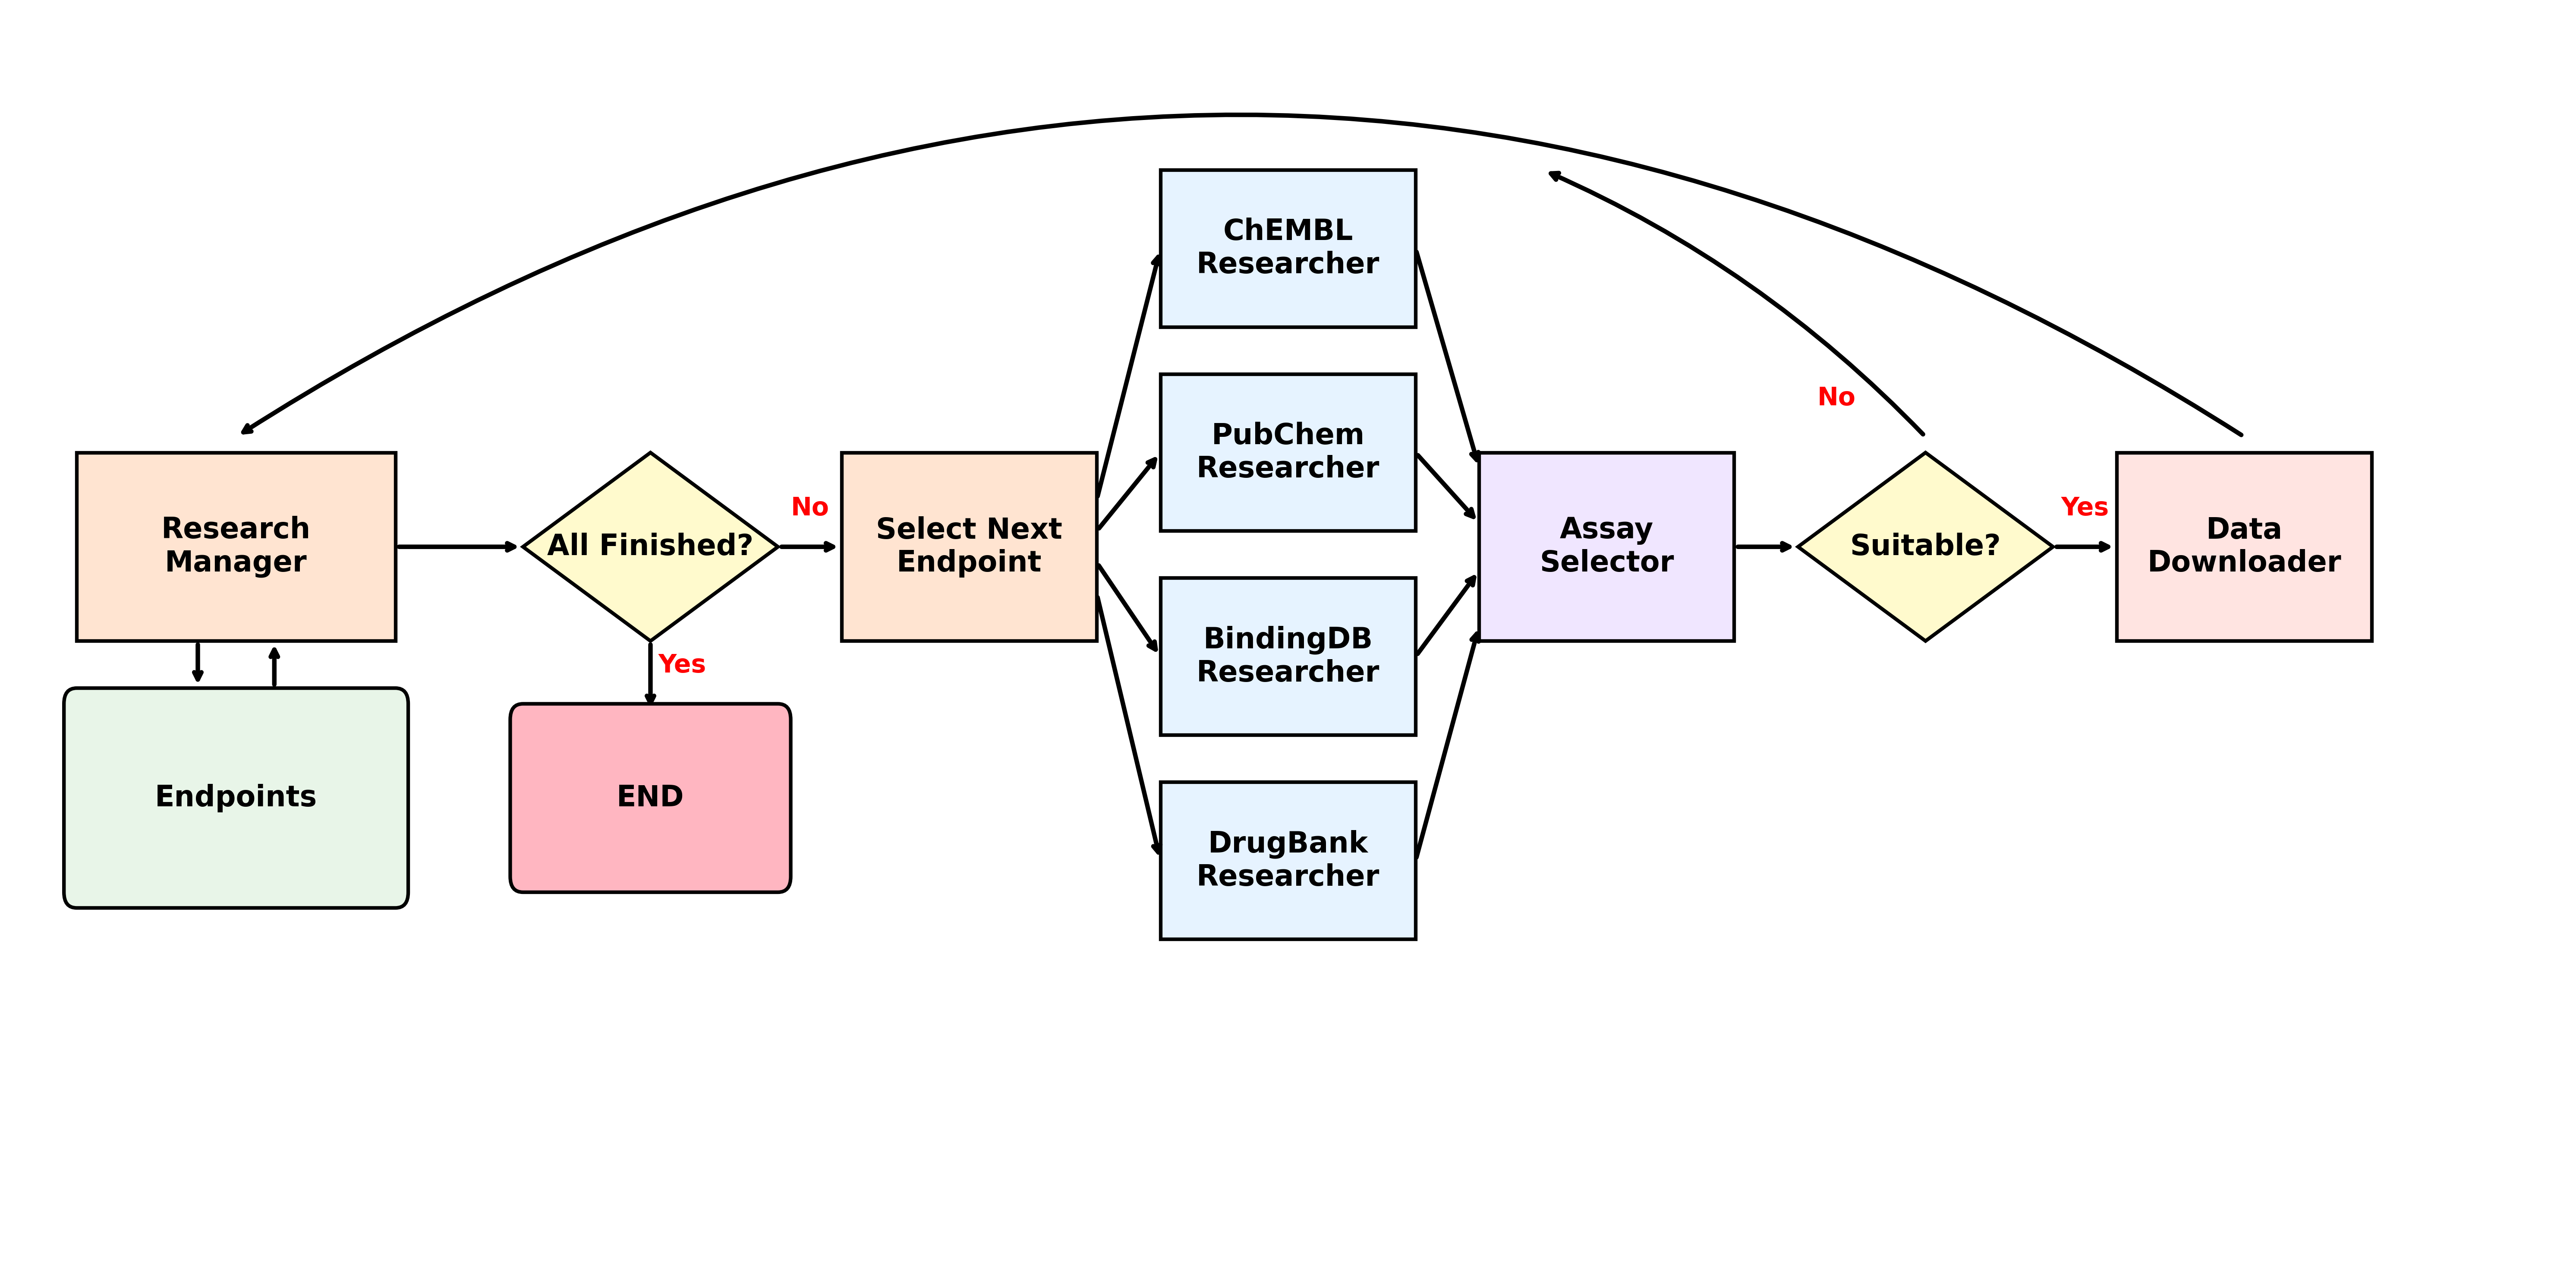 Research
Manager
Endpoints
All Finished?
Yes
END
No
Select Next
Endpoint
ChEMBL
Researcher
PubChem
Researcher
BindingDB
Researcher
DrugBank
Researcher
Assay
Selector
Suitable?
No
Yes
Data
Downloader